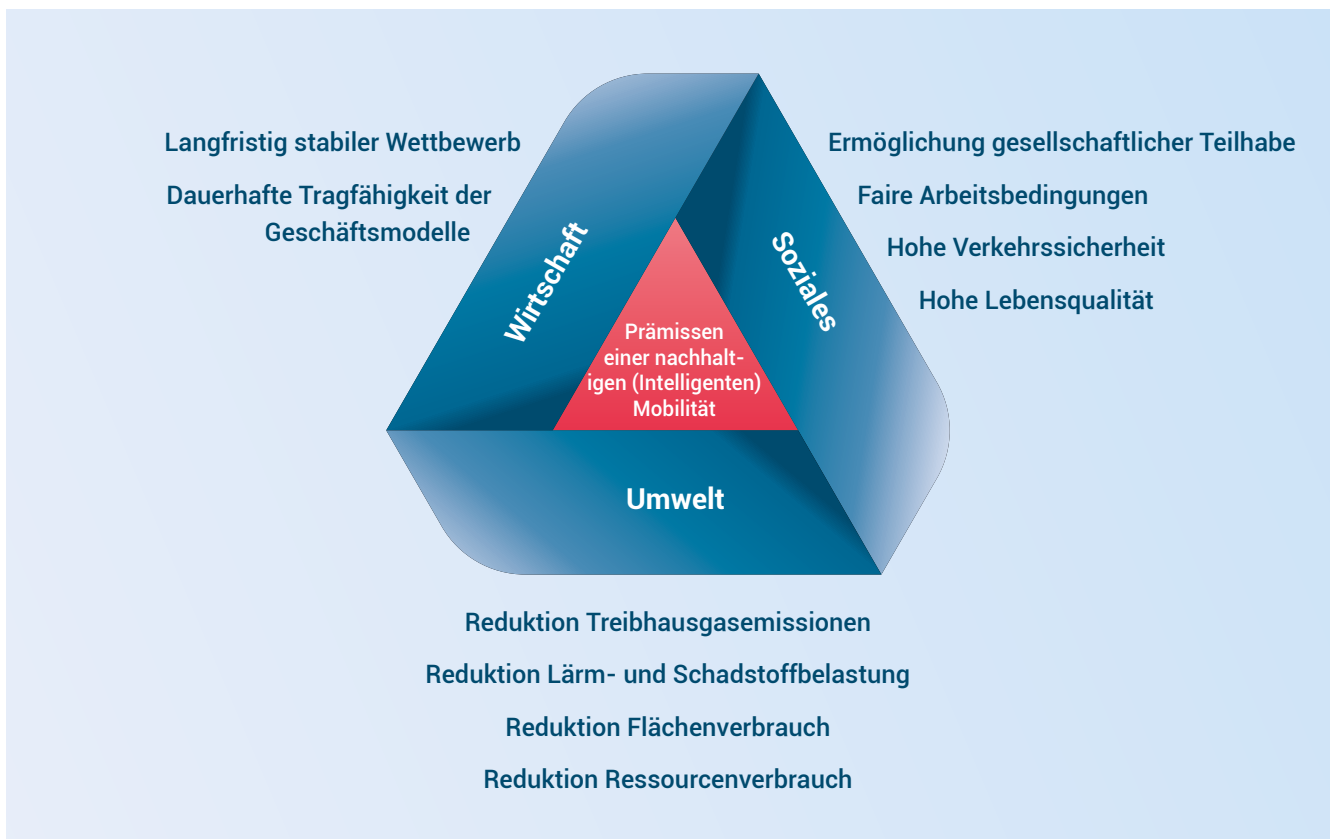 Langfristig stabiler Wettbewerb
Dauerhafte Tragfähigkeit der
Geschäftsmodelle
Wirtschaft
Ermöglichung gesellschaftlicher Teilhabe
Faire Arbeitsbedingungen
Hohe Verkehrssicherheit
Hohe Lebensqualität
Soziales
Prämissen
einer nachhalt-
igen (Intelligenten)
Mobilität
Umwelt
Reduktion Treibhausgasemissionen
Reduktion Lärm- und Schadstoffbelastung
Reduktion Flächenverbrauch
Reduktion Ressourcenverbrauch